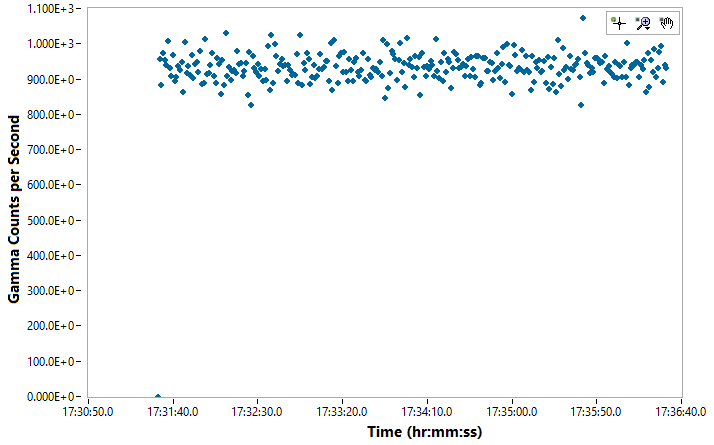 1.100E+3
1.000E+3
900.0E+0
800.0E+0
700.0E+0
600.0E+0
500.0E+0
400.0E+0
300.0E+0
200.0E+0
100.0E+0
0.000E+0
Gamma Counts per Second
17:30:50.0 17:31:40.0 17:32:30.0 17:33:20.0 17:34:10.0 17:35:00.0 17:35:50.0 17:36:40.0
Time (hr:mm:ss)